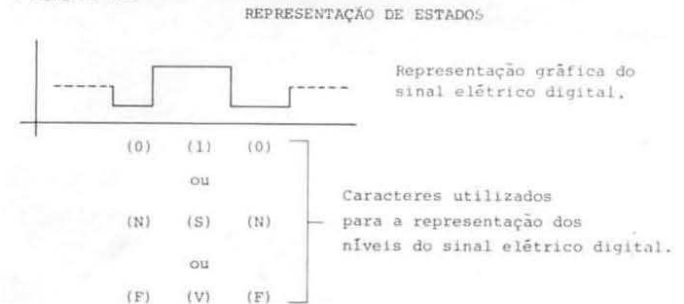 REPRESENTAÇÃO DE ESTADOS
Representação gráfica do
sinal elétrico digital.
(0) (1) (0)
ou
(N) (S) (N)
ou
(F) (V) (F)
Caracteres utilizados
para a representação dos
níveis do sinal elétrico digital.